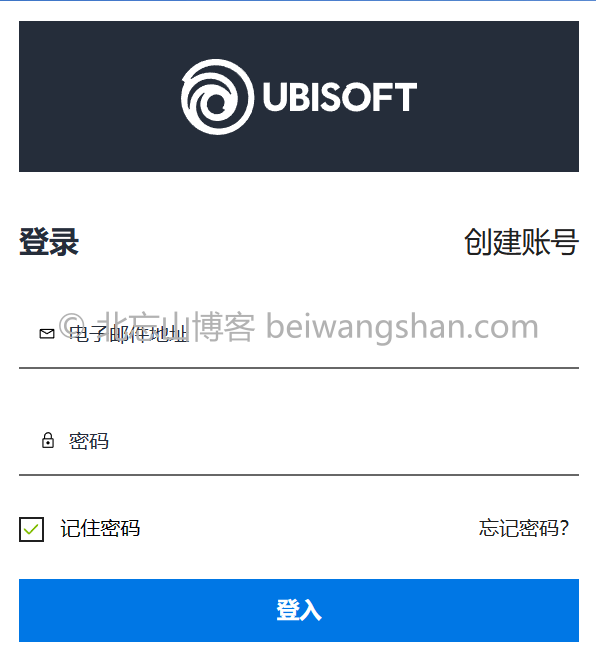 UBISOFT
登录 创建账号
电子邮件地址
© 北忘山博客 beiwangshan.com
密码
记住密码 忘记密码?
登入